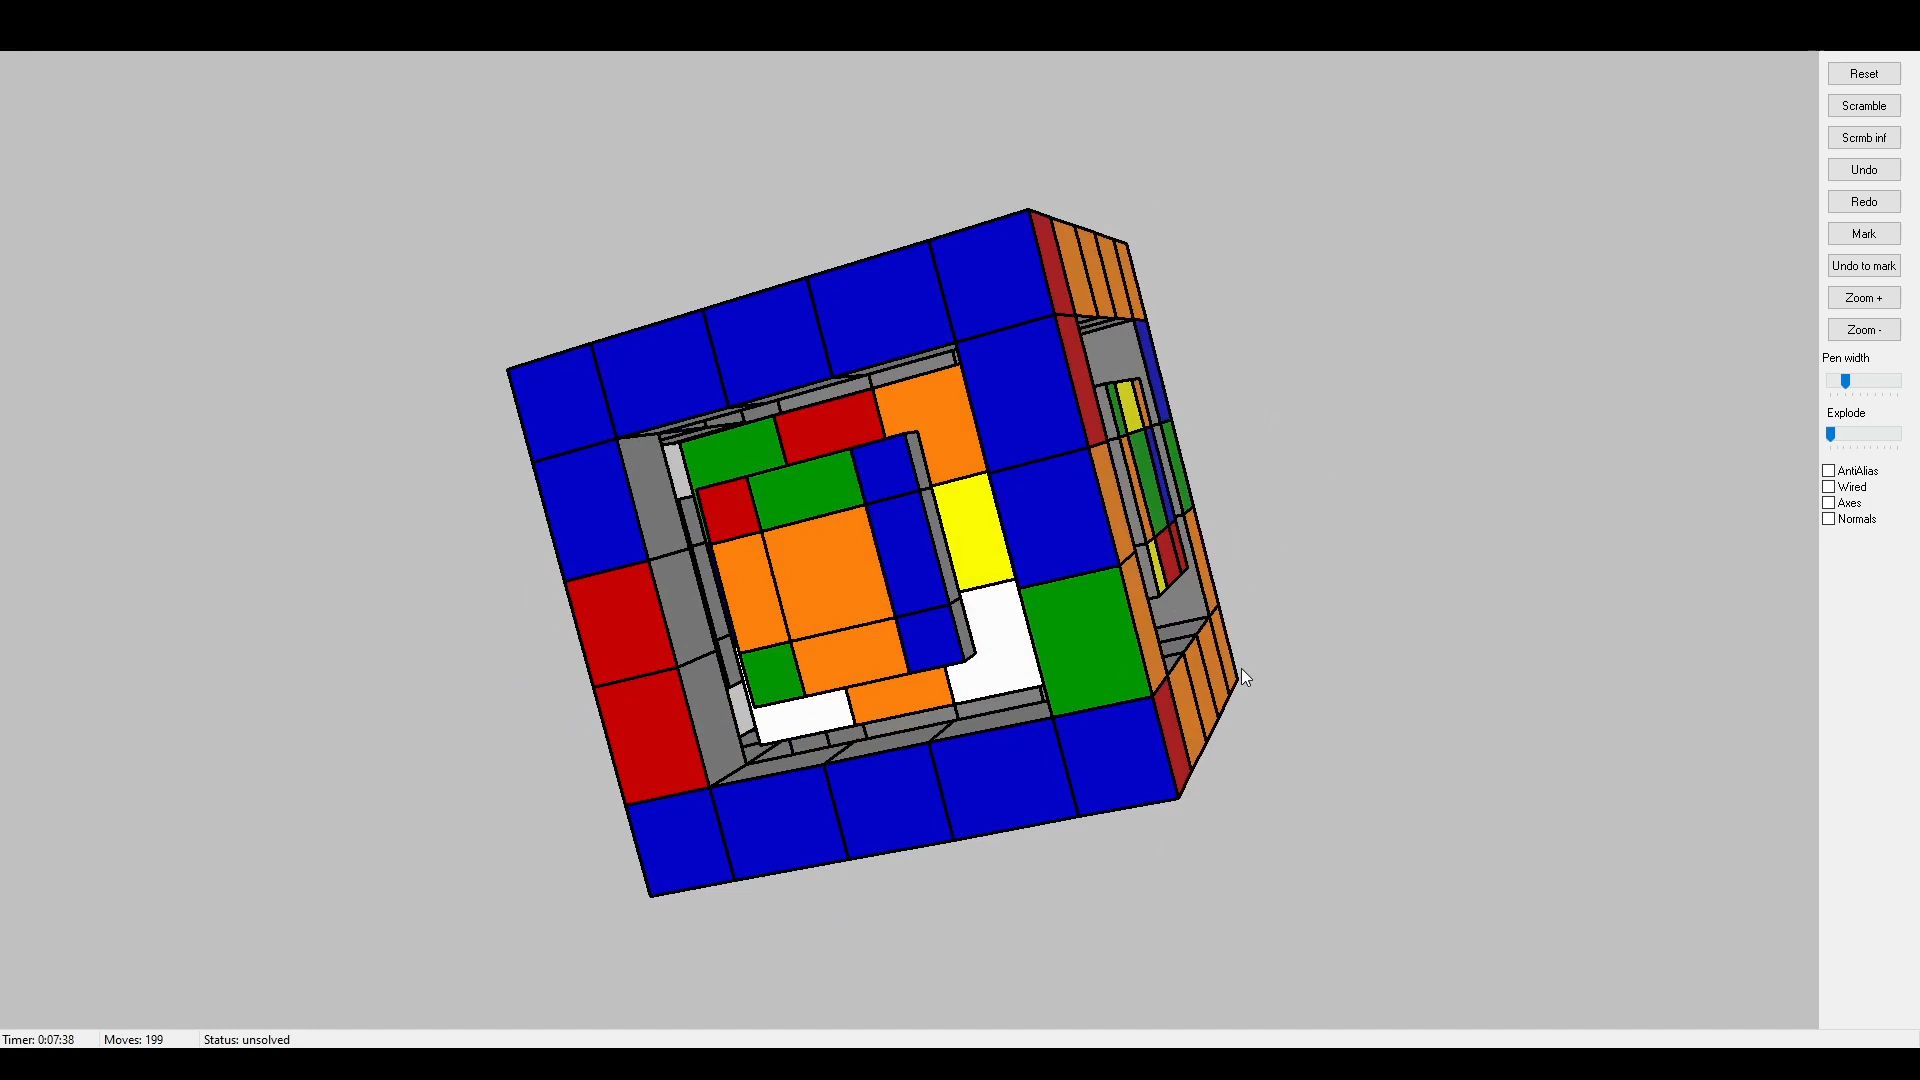 Reset
Scramble
Scrmb inf
Undo
Redo
Mark
Undo to mark
Zoom +
Zoom -
Pen width
Explode
AntiAlias
Wired
Axes
Normals
Timer: 0:07:38 Moves: 199 Status: unsolved